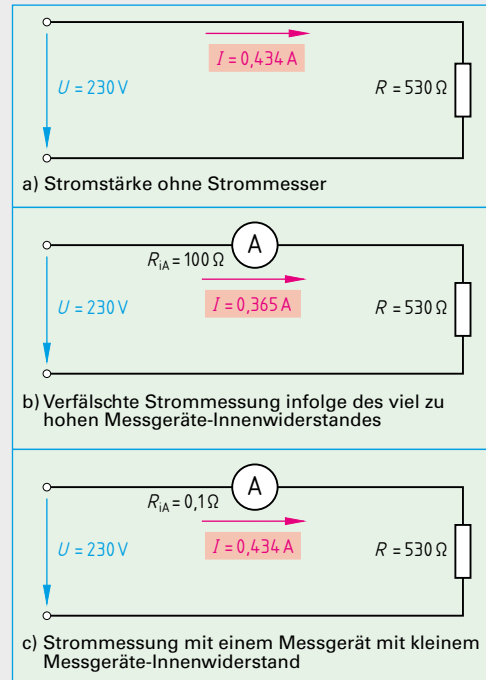 I = 0,434 A
U = 230 V
R = 530 Ω
a) Stromstärke ohne Strommesser
A
R_iA = 100 Ω
I = 0,365 A
U = 230 V
R = 530 Ω
b) Verfälschte Strommessung infolge des viel zu
hohen Messgeräte-Innenwiderstandes
A
R_iA = 0,1 Ω
I = 0,434 A
U = 230 V
R = 530 Ω
c) Strommessung mit einem Messgerät mit kleinem
Messgeräte-Innenwiderstand